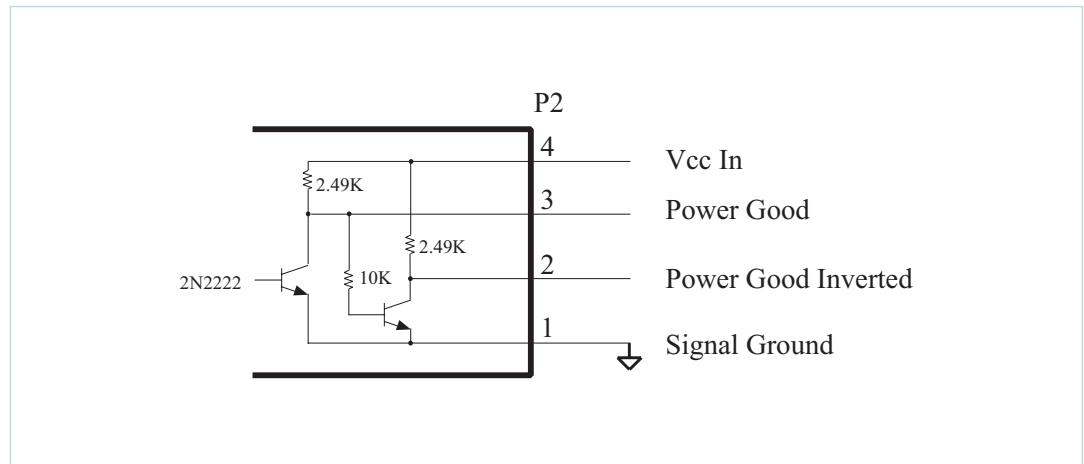 P2
4
Vcc In
2.49K
3
Power Good
2.49K
2
2N2222
10K
Power Good Inverted
1
Signal Ground